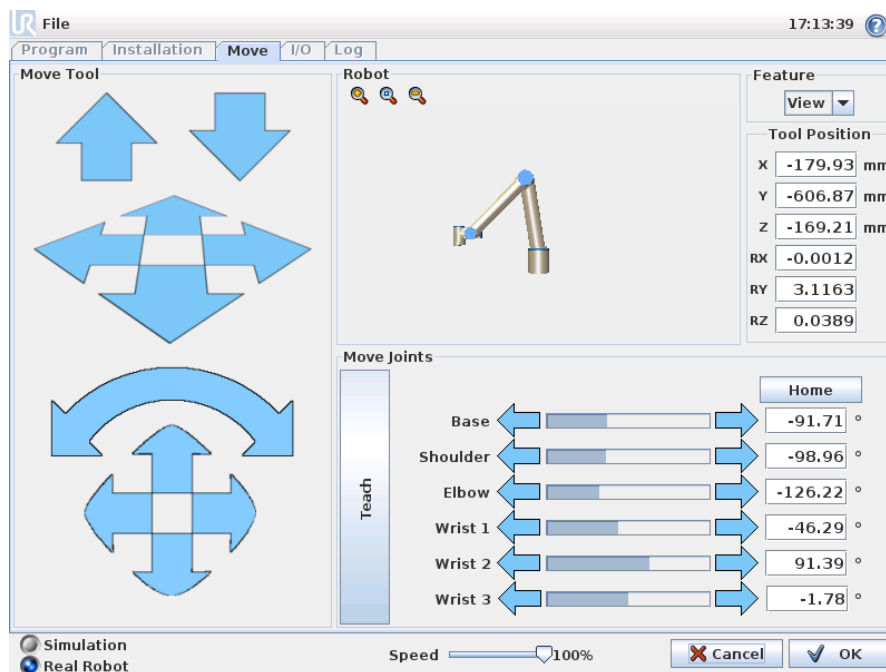 UR File 17:13:39 ?
Program Installation Move I/O Log
Move Tool
Robot
Feature
View
Tool Position
X -179.93 mm
Y -606.87 mm
Z -169.21 mm
RX -0.0012
RY 3.1163
RZ 0.0389
Move Joints
Teach
Home
Base -91.71 °
Shoulder -98.96 °
Elbow -126.22 °
Wrist 1 -46.29 °
Wrist 2 91.39 °
Wrist 3 -1.78 °
Simulation
Real Robot
Speed 100%
Cancel OK